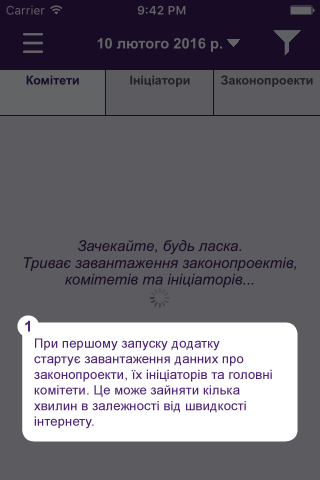 Carrier 9:42 PM
10 лютого 2016 р.
Комітети Ініціатори Законопроекти
Зачекайте, будь ласка.
Триває завантаження законопроектів,
комітетів та ініціаторів...
1
При першому запуску додатку
стартує завантаження данних про
законопроекти, їх ініціаторів та головні
комітети. Це може зайняти кілька
хвилин в залежності від швидкості
інтернету.